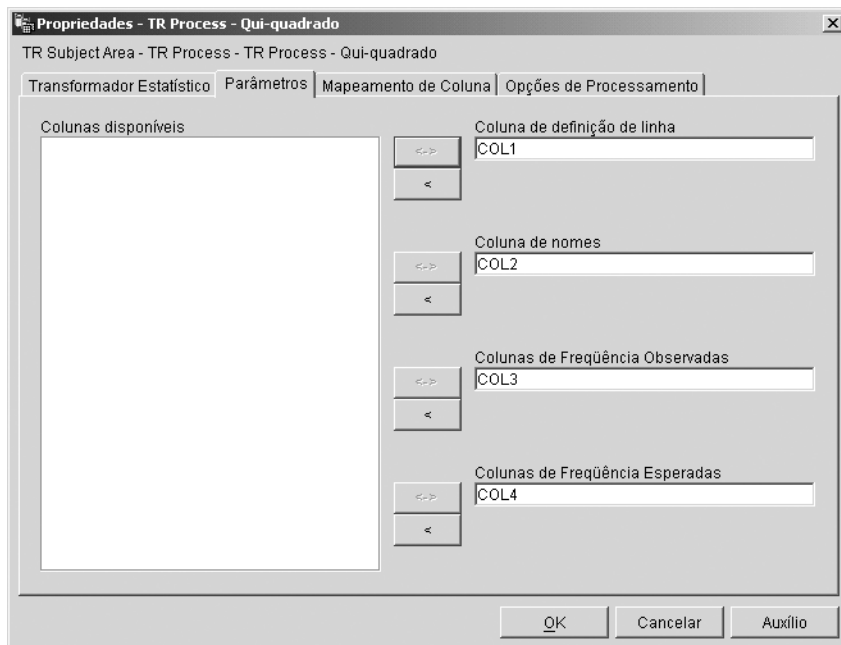 Propriedades - TR Process - Qui-quadrado
TR Subject Area - TR Process - TR Process - Qui-quadrado
Transformador Estatístico Parâmetros Mapeamento de Coluna Opções de Processamento
Colunas disponíveis
Coluna de definição de linha
<->
COL1
<
Coluna de nomes
<->
COL2
<
Colunas de Freqüência Observadas
<->
COL3
<
Colunas de Freqüência Esperadas
<->
COL4
<
OK Cancelar Auxílio